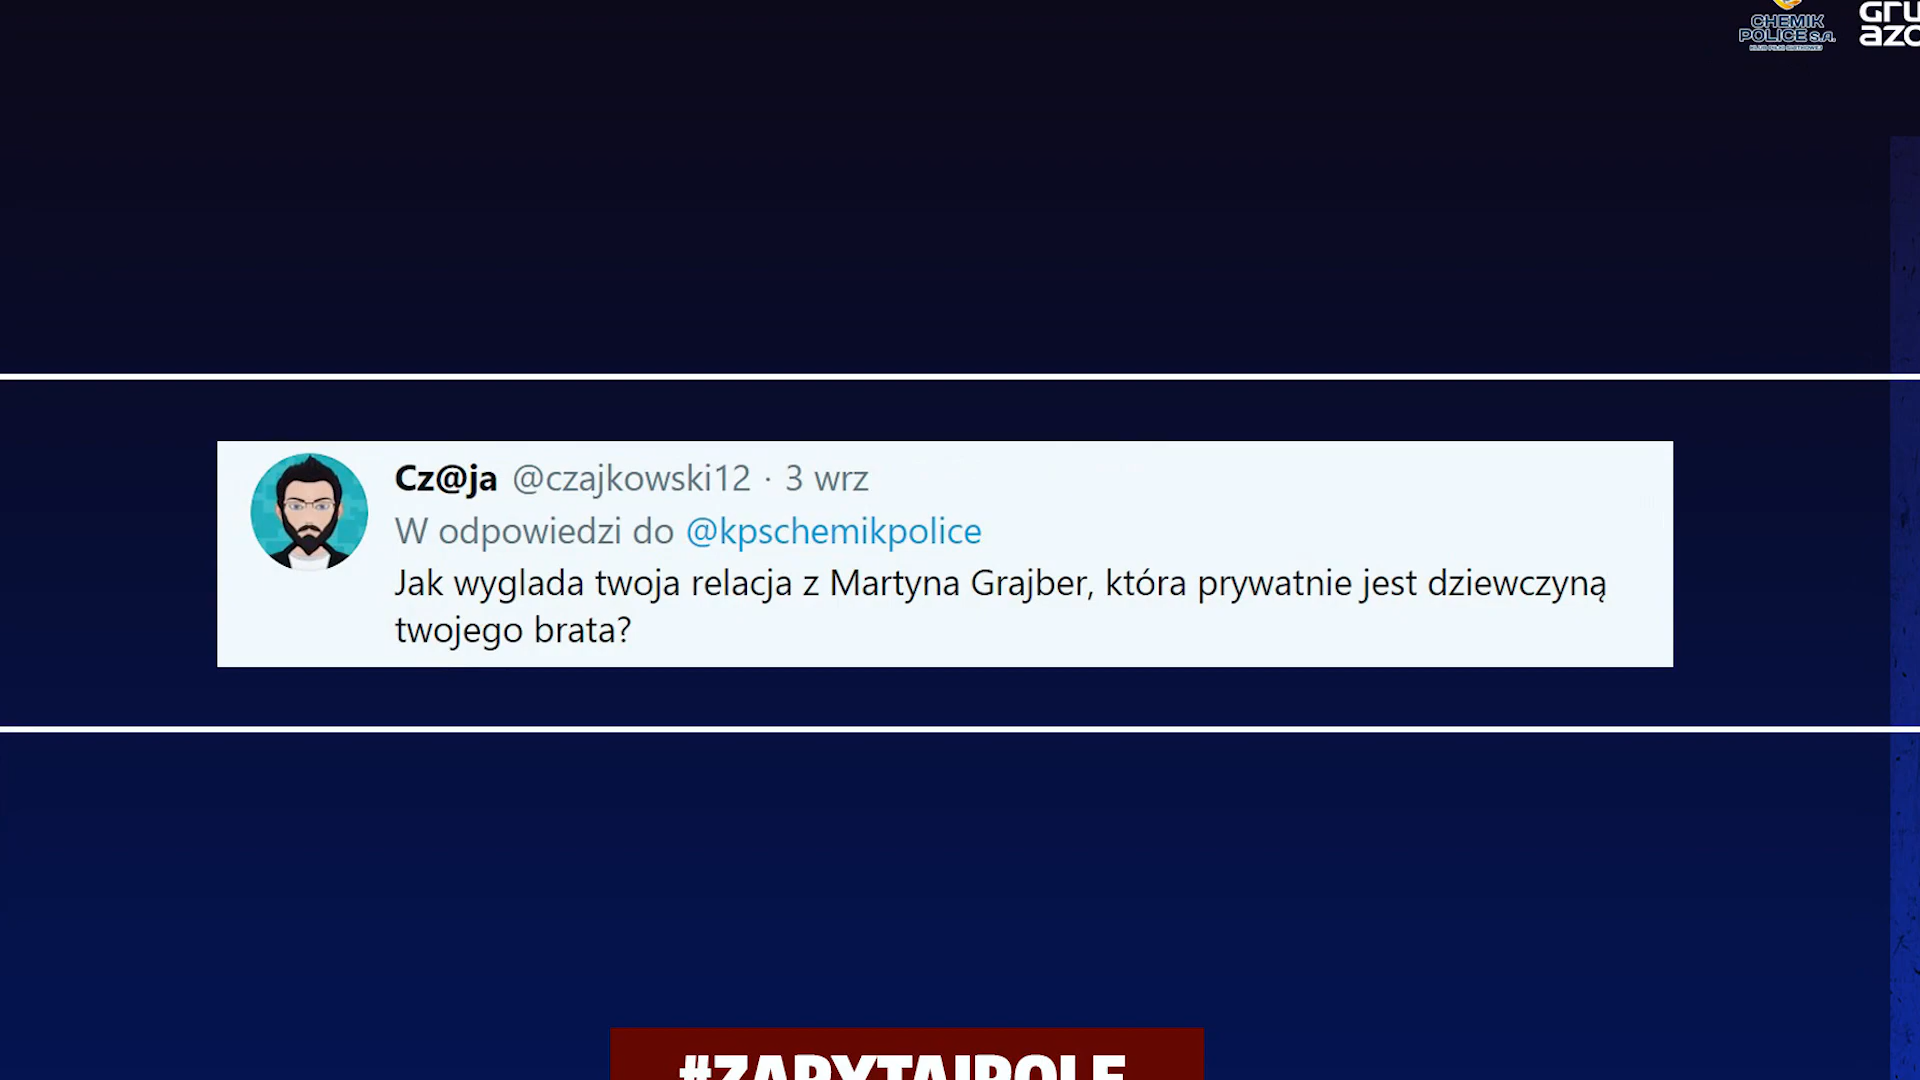 CHEMIK
POLICE S.A.
Cz@ja @czajkowski12 · 3 wrz
W odpowiedzi do @kpschemikpolice
Jak wyglada twoja relacja z Martyna Grajber, która prywatnie jest dziewczyną
twojego brata?
#ZAPYTAJPOLE